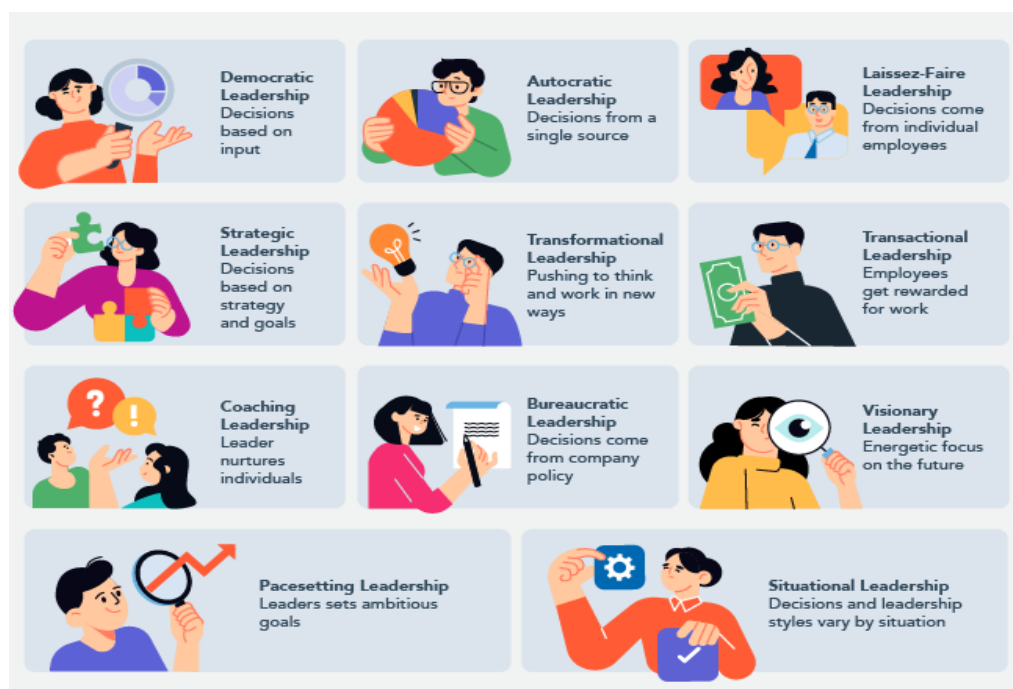 Democratic
Leadership
Decisions
based on
input
Autocratic
Leadership
Decisions from a
single source
Laissez-Faire
Leadership
Decisions come
from individual
employees
Strategic
Leadership
Decisions
based on
strategy
and goals
Transformational
Leadership
Pushing to think
and work in new
ways
Transactional
Leadership
Employees
get rewarded
for work
?
!
Coaching
Leadership
Leader
nurtures
individuals
Bureaucratic
Leadership
Decisions come
from company
policy
Visionary
Leadership
Energetic focus
on the future
Pacesetting Leadership
Leaders sets ambitious
goals
Situational Leadership
Decisions and leadership
styles vary by situation